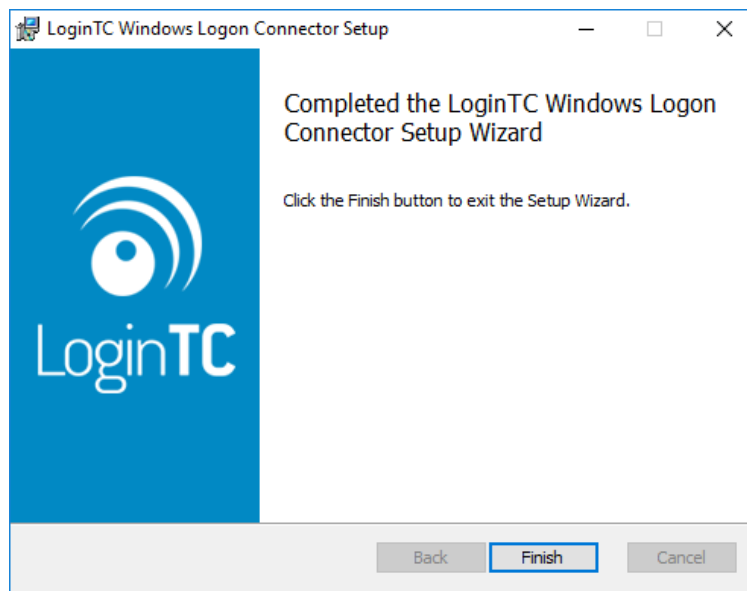 LoginTC Windows Logon Connector Setup
Completed the LoginTC Windows Logon
Connector Setup Wizard
Click the Finish button to exit the Setup Wizard.
LoginTC
Back
Finish
Cancel